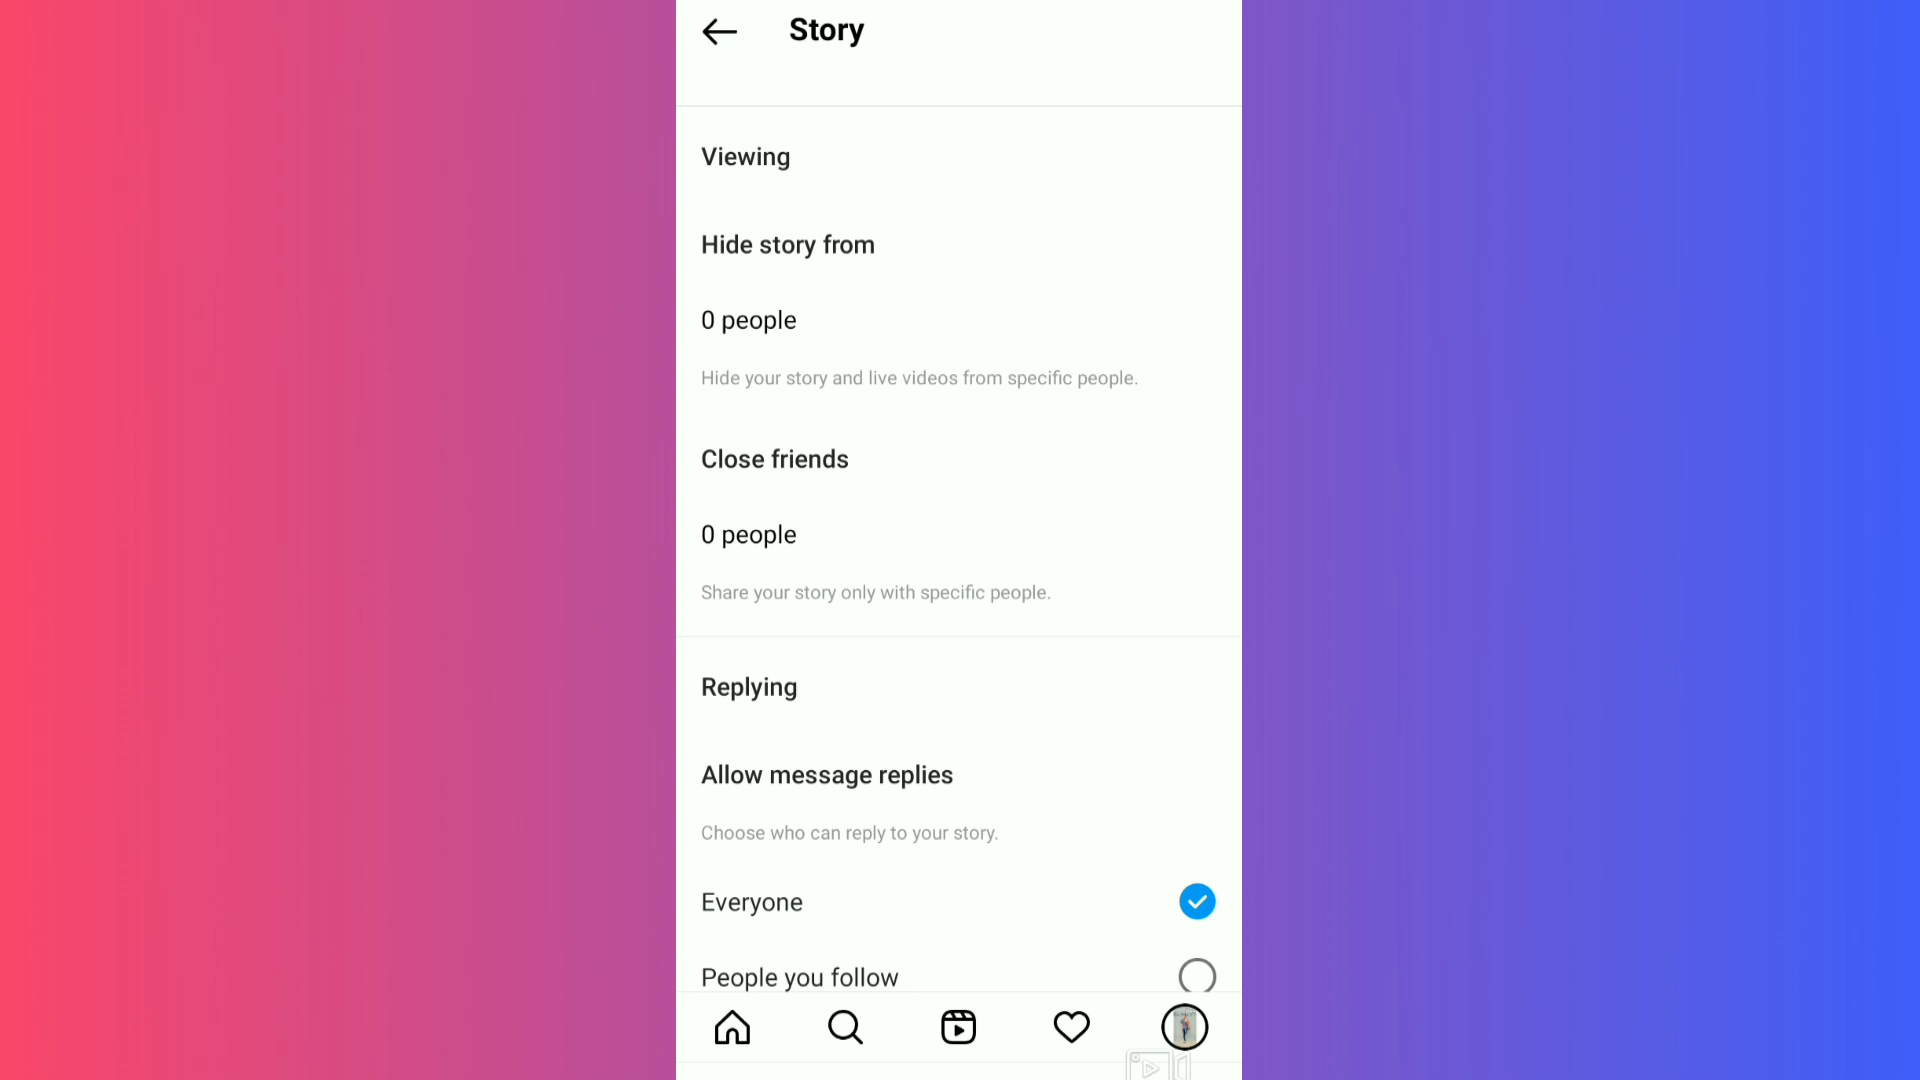 Story
Viewing
Hide story from
0 people
Hide your story and live videos from specific people.
Close friends
0 people
Share your story only with specific people.
Replying
Allow message replies
Choose who can reply to your story.
Everyone
People you follow